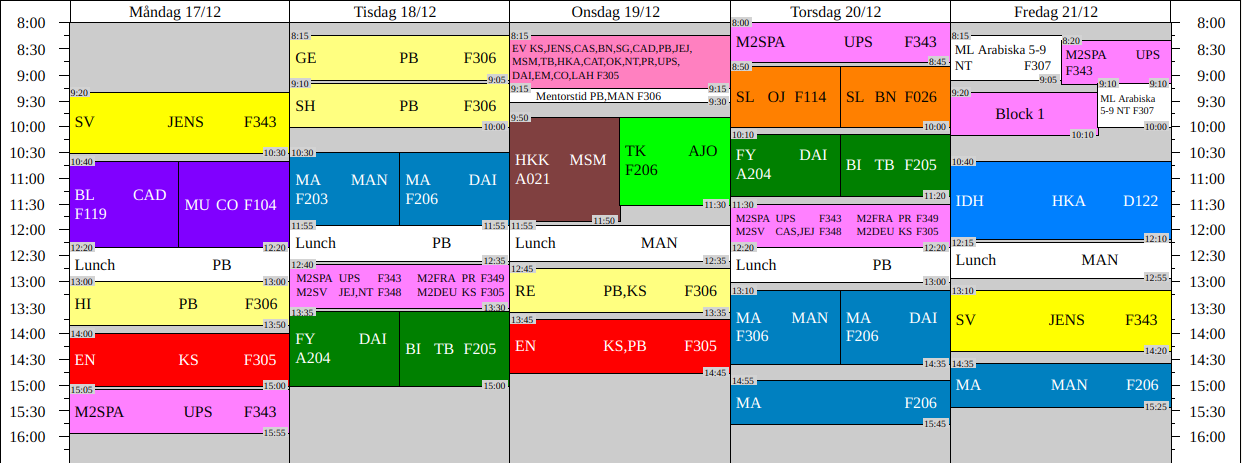 Måndag 17/12 Tisdag 18/12 Onsdag 19/12 Torsdag 20/12 Fredag 21/12
8:00
8:30
9:00
9:30
10:00
10:30
11:00
11:30
12:00
12:30
13:00
13:30
14:00
14:30
15:00
15:30
16:00
9:20
SV JENS F343
10:30
10:40
BL CAD
F119
MU CO F104
12:20 12:20
Lunch PB
13:00 13:00
HI PB F306
13:50
14:00
EN KS F305
15:00
15:05
M2SPA UPS F343
15:55
8:15
GE PB F306
9:05
9:10
SH PB F306
10:00
10:30
MA MAN
F203
MA DAI
F206
11:55 11:55
Lunch PB
12:35
12:40
M2SPA UPS F343 M2FRA PR F349
M2SV JEJ,NT F348 M2DEU KS F305
13:30
13:35
FY DAI
A204
BI TB F205
15:00
8:15
EV KS,JENS,CAS,BN,SG,CAD,PB,JEJ,
MSM,TB,HKA,CAT,OK,NT,PR,UPS,
DAI,EM,CO,LAH F305
9:15 9:15
Mentorstid PB,MAN F306
9:30
9:50
HKK MSM
A021
TK AJO
F206
11:30
11:50
11:55
Lunch MAN
12:35
12:45
RE PB,KS F306
13:35
13:45
EN KS,PB F305
14:45
8:00
M2SPA UPS F343
8:45
8:50
SL OJ F114
SL BN F026
10:00
10:10
FY DAI
A204
BI TB F205
11:20
11:30
M2SPA UPS F343 M2FRA PR F349
M2SV CAS,JEJ F348 M2DEU KS F305
12:20 12:20
Lunch PB
13:00
13:10
MA MAN
F306
MA DAI
F206
14:35
14:55
MA F206
15:45
8:15
ML Arabiska 5-9
NT F307
9:05
8:20
M2SPA UPS
F343
9:10 9:10
ML Arabiska
5-9 NT F307
10:00
9:20
Block 1
10:10
10:40
IDH HKA D122
12:10
12:15
Lunch MAN
12:55
13:10
SV JENS F343
14:20
14:35
MA MAN F206
15:25
8:00
8:30
9:00
9:30
10:00
10:30
11:00
11:30
12:00
12:30
13:00
13:30
14:00
14:30
15:00
15:30
16:00